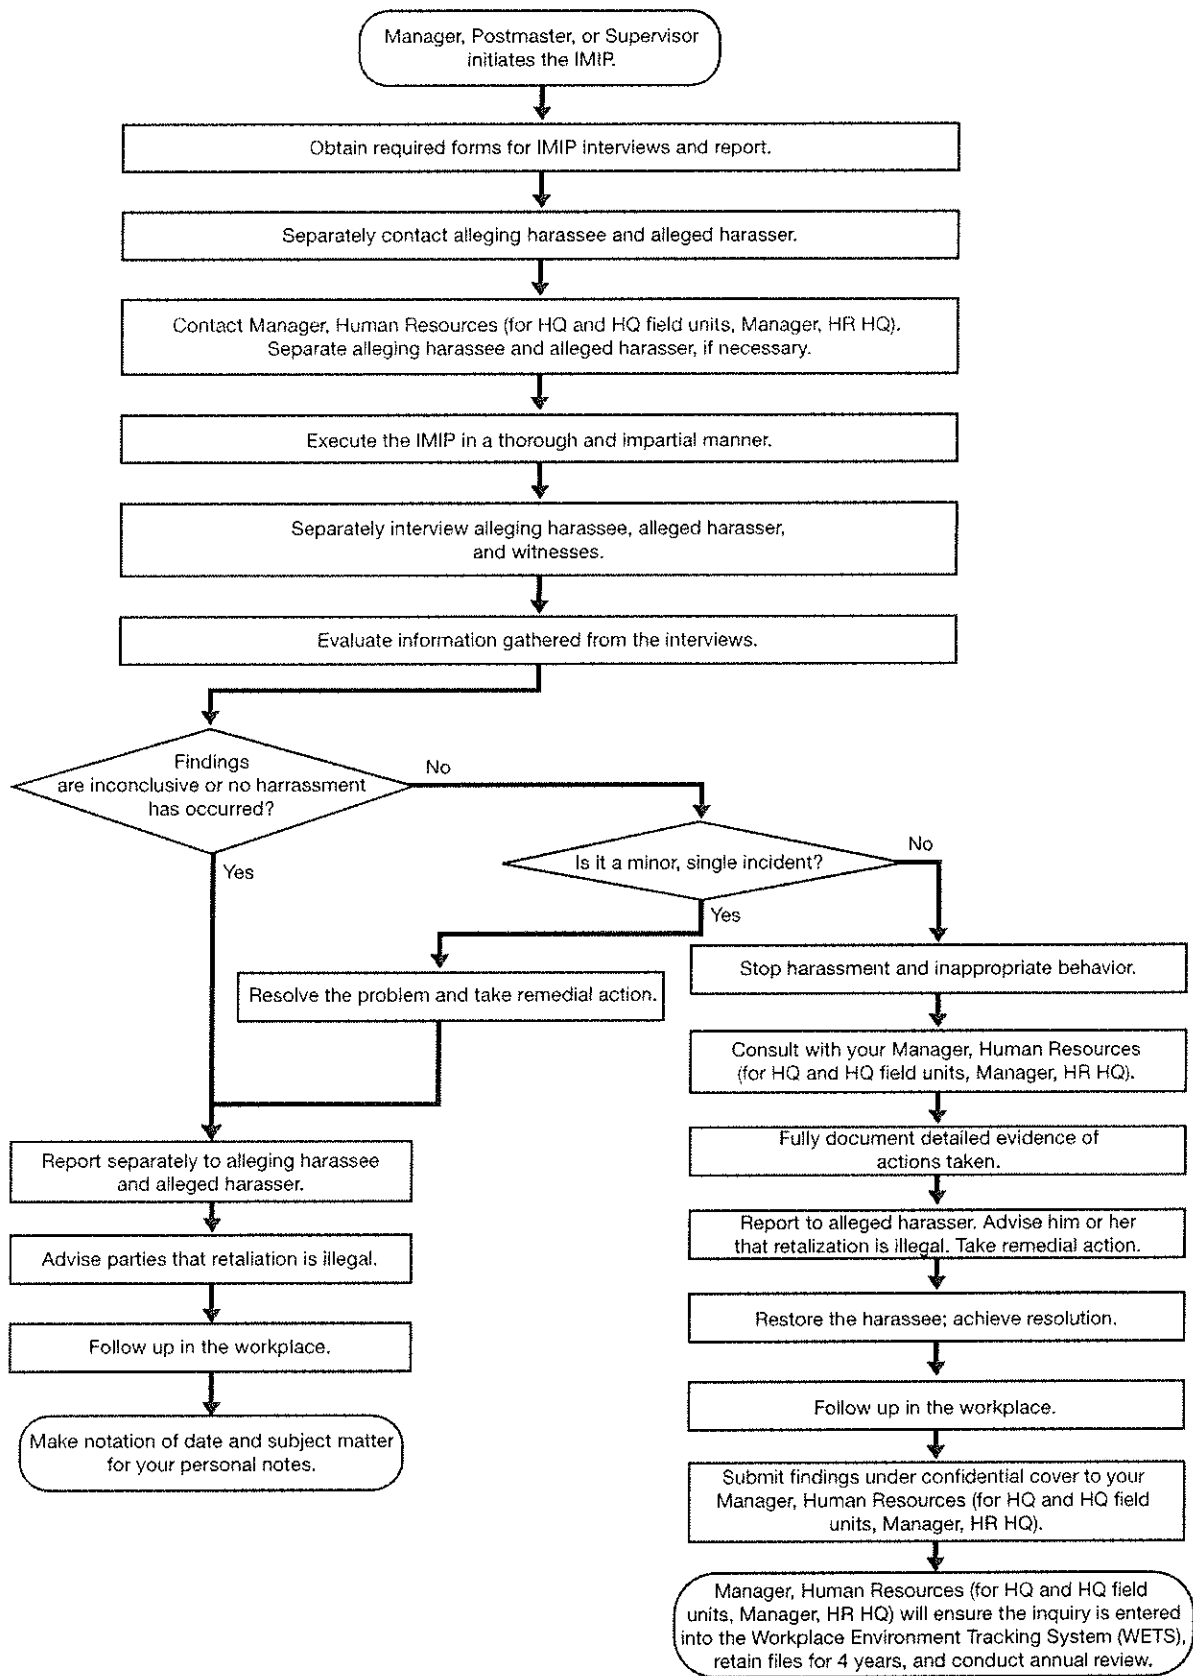 Manager, Postmaster, or Supervisor
initiates the IMIP.
Obtain required forms for IMIP interviews and report.
Separately contact alleging harassee and alleged harasser.
Contact Manager, Human Resources (for HQ and HQ field units, Manager, HR HQ).
Separate alleging harassee and alleged harasser, if necessary.
Execute the IMIP in a thorough and impartial manner.
Separately interview alleging harassee, alleged harasser,
and witnesses.
Evaluate information gathered from the interviews.
Findings
are inconclusive or no harrassment
has occurred?
No
Yes
Is it a minor, single incident?
No
Yes
Resolve the problem and take remedial action.
Report separately to alleging harassee
and alleged harasser.
Advise parties that retaliation is illegal.
Follow up in the workplace.
Make notation of date and subject matter
for your personal notes.
Stop harassment and inappropriate behavior.
Consult with your Manager, Human Resources
(for HQ and HQ field units, Manager, HR HQ).
Fully document detailed evidence of
actions taken.
Report to alleged harasser. Advise him or her
that retalization is illegal. Take remedial action.
Restore the harassee; achieve resolution.
Follow up in the workplace.
Submit findings under confidential cover to your
Manager, Human Resources (for HQ and HQ field
units, Manager, HR HQ).
Manager, Human Resources (for HQ and HQ field
units, Manager, HR HQ) will ensure the inquiry is entered
into the Workplace Environment Tracking System (WETS),
retain files for 4 years, and conduct annual review.